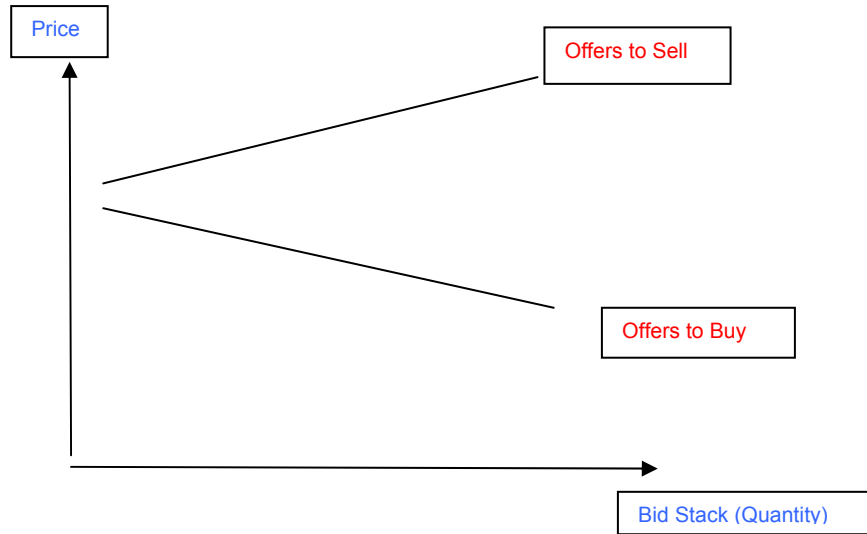 Price
Offers to Sell
Offers to Buy
Bid Stack (Quantity)